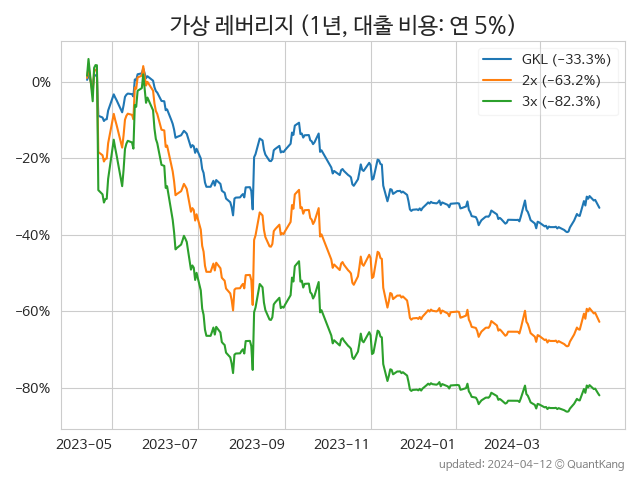 가상 레버리지 (1년, 대출 비용: 연 5%)
GKL (−33.3%)
2x (−63.2%)
3x (−82.3%)
0%
−20%
−40%
−60%
−80%
2023-05 2023-07 2023-09 2023-11 2024-01 2024-03
updated: 2024-04-12 © QuantKang